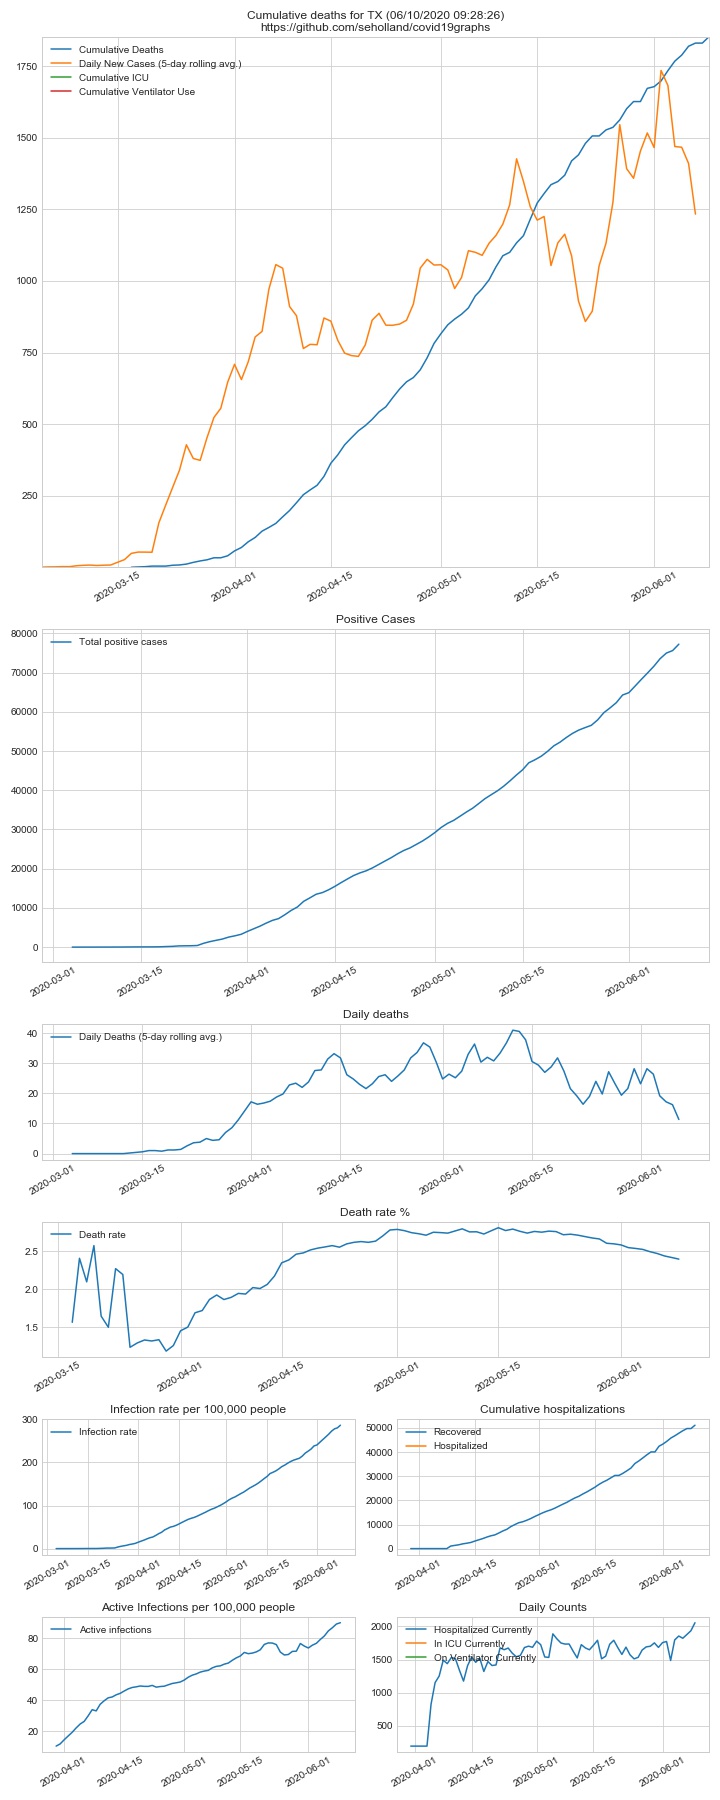 Cumulative deaths for TX (06/10/2020 09:28:26)
https://github.com/seholland/covid19graphs
Cumulative Deaths
Daily New Cases (5-day rolling avg.)
Cumulative ICU
Cumulative Ventilator Use
1750
1500
1250
1000
750
500
250
2020-03-15 2020-04-01 2020-04-15 2020-05-01 2020-05-15 2020-06-01
Positive Cases
Total positive cases
80000
70000
60000
50000
40000
30000
20000
10000
0
2020-03-01 2020-03-15 2020-04-01 2020-04-15 2020-05-01 2020-05-15 2020-06-01
Daily deaths
Daily Deaths (5-day rolling avg.)
40
30
20
10
0
2020-03-01 2020-03-15 2020-04-01 2020-04-15 2020-05-01 2020-05-15 2020-06-01
Death rate %
Death rate
2.5
2.0
1.5
2020-03-15 2020-04-01 2020-04-15 2020-05-01 2020-05-15 2020-06-01
Infection rate per 100,000 people
Infection rate
300
200
100
0
2020-03-01 2020-03-15 2020-04-01 2020-04-15 2020-05-01 2020-05-15 2020-06-01
Cumulative hospitalizations
Recovered
Hospitalized
50000
40000
30000
20000
10000
0
2020-04-01 2020-04-15 2020-05-01 2020-05-15 2020-06-01
Active Infections per 100,000 people
Active infections
80
60
40
20
2020-04-01 2020-04-15 2020-05-01 2020-05-15 2020-06-01
Daily Counts
Hospitalized Currently
In ICU Currently
On Ventilator Currently
2000
1500
1000
500
2020-04-01 2020-04-15 2020-05-01 2020-05-15 2020-06-01